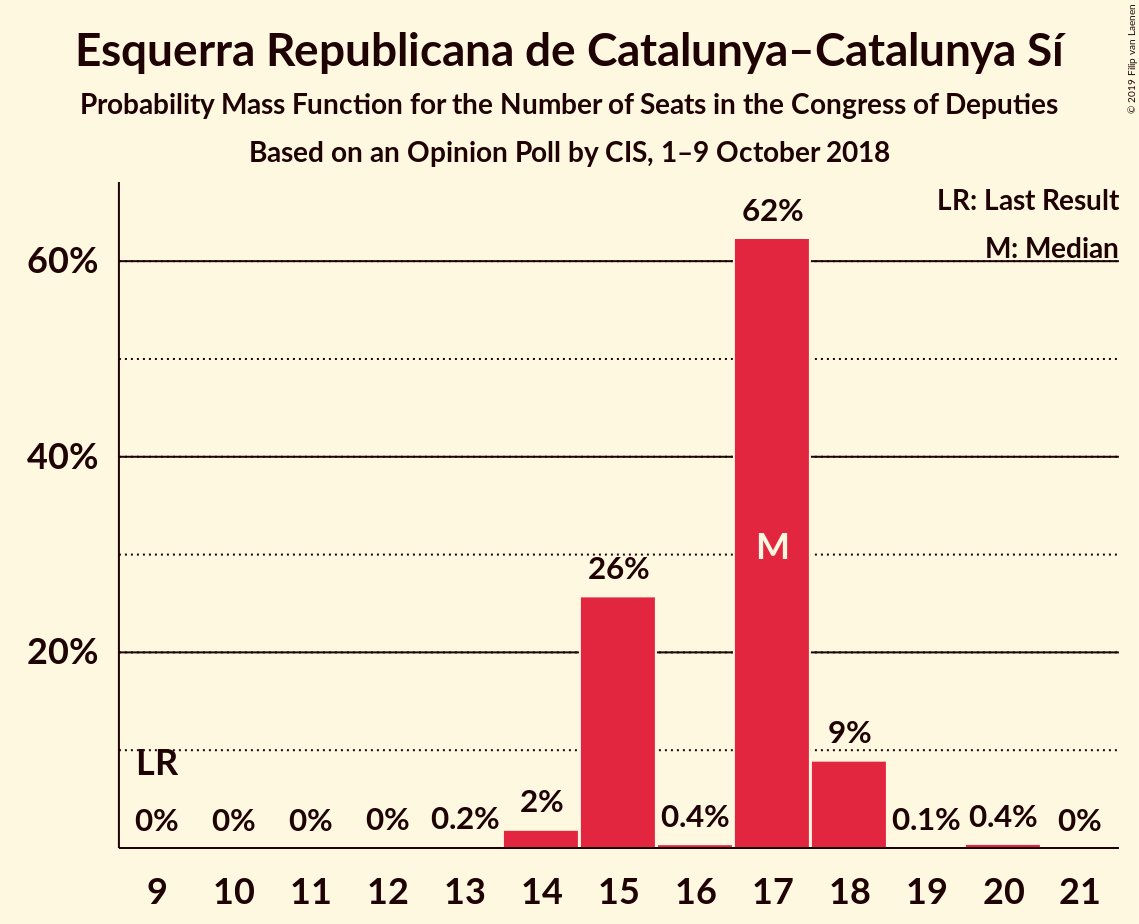 Esquerra Republicana de Catalunya–Catalunya Sí
Probability Mass Function for the Number of Seats in the Congress of Deputies
Based on an Opinion Poll by CIS, 1–9 October 2018
© 2019 Filip van Laenen
LR: Last Result
M: Median
62%
60%
40%
M
26%
20%
9%
LR
2%
0% 0% 0% 0% 0.2% 0.4% 0.1% 0.4% 0%
9 10 11 12 13 14 15 16 17 18 19 20 21